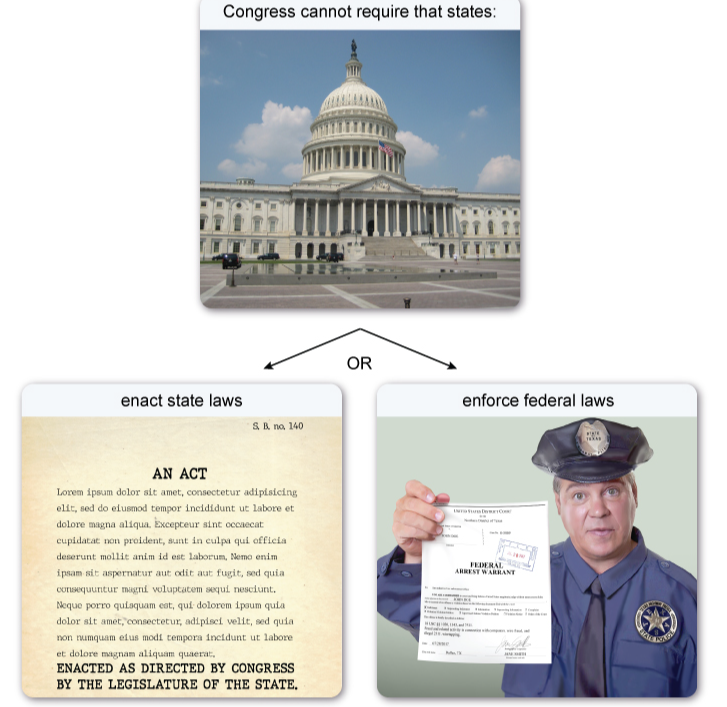 Congress cannot require that states:
OR
enact state laws
S. B. no. 140
AN ACT
Lorem ipsum dolor sit amet, consectetur adipisicing
elit, sed do eiusmod tempor incididunt ut labore et
dolore magna aliqua. Excepteur sint occaecat
cupidatat non proident, sunt in culpa qui officia
deserunt mollit anim id est laborum. Nemo enim
ipsam sit aspernatur aut odit aut fugit, sed quia
consequuntur magni voluptatem sequi nesciunt.
Neque porro quisquam est, qui dolorem ipsum quia
dolor sit amet, consectetur, adipisci velit, sed quia
non numquam eius modi tempora incidunt ut labore
et dolore magnam aliquam quaerat.
ENACTED AS DIRECTED BY CONGRESS
BY THE LEGISLATURE OF THE STATE.
enforce federal laws
UNITED STATES DISTRICT COURT
Northern District of Texas
FEDERAL
ARREST WARRANT
STATE
TEXAS
STATE POLICE